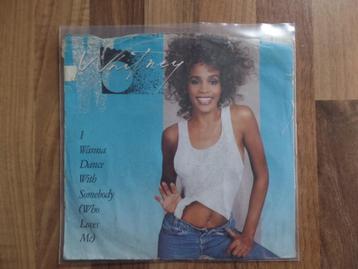 Whitney
I
Wanna
Dance
With
Somebody
(Who
Loves
Me)